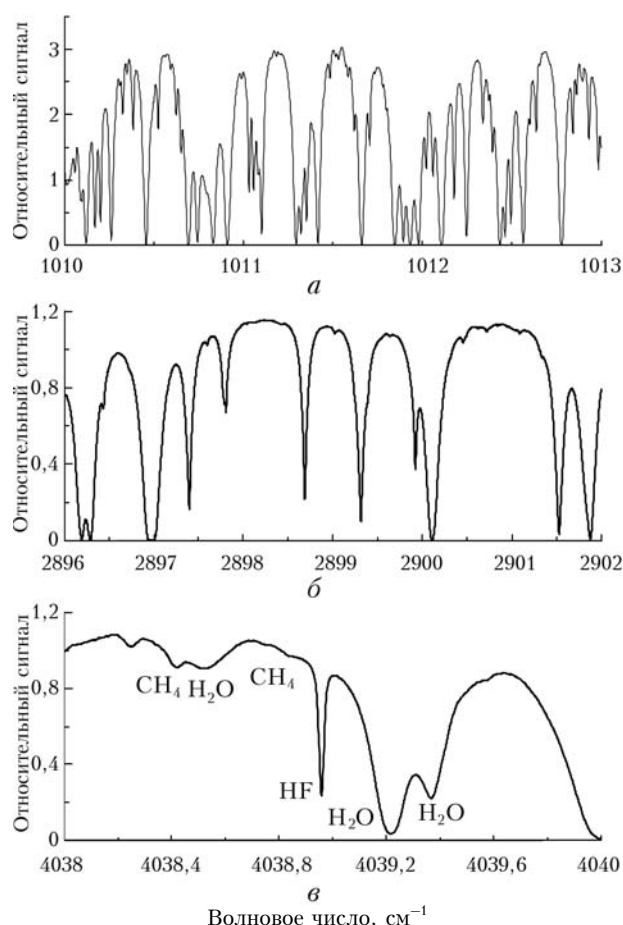 Относительный сигнал
3
2
1
0
1010 1011 1012 1013
а
Относительный сигнал
1,2
0,8
0,4
0
2896 2897 2898 2899 2900 2901 2902
б
Относительный сигнал
1,2
0,8
0,4
0
CH₄ H₂O CH₄
HF H₂O H₂O
4038 4038,4 4038,8 4039,2 4039,6 4040
в
Волновое число, см⁻¹